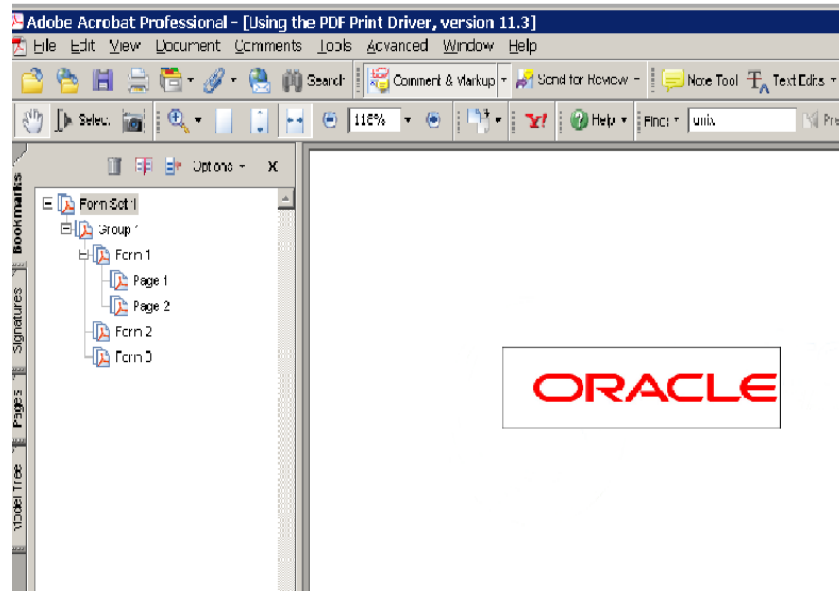 Adobe Acrobat Professional - [Using the PDF Print Driver, version 11.3]
File Edit View Document Comments Tools Advanced Window Help
Search Comment & Markup Send for Review Note Tool Text Edits
Select 118% Y! Help Find: unix Pre
Options X
Form Set 1
Group 1
Form 1
Page 1
Page 2
Form 2
Form 3
Bookmarks
Signatures
Pages
Model Tree
ORACLE